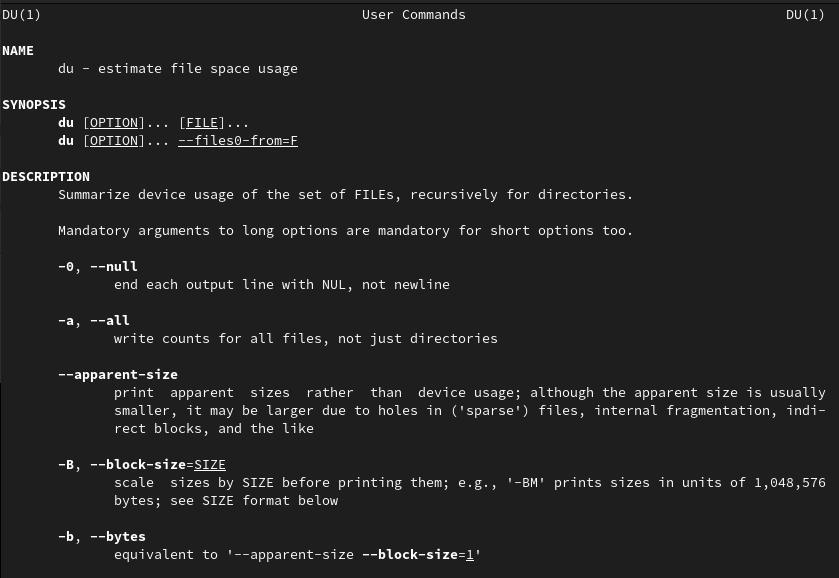 DU(1) User Commands DU(1)
NAME
du - estimate file space usage
SYNOPSIS
du [OPTION]... [FILE]...
du [OPTION]... --files0-from=F
DESCRIPTION
Summarize device usage of the set of FILEs, recursively for directories.
Mandatory arguments to long options are mandatory for short options too.
-0, --null
end each output line with NUL, not newline
-a, --all
write counts for all files, not just directories
--apparent-size
print apparent sizes rather than device usage; although the apparent size is usually
smaller, it may be larger due to holes in ('sparse') files, internal fragmentation, indi-
rect blocks, and the like
-B, --block-size=SIZE
scale sizes by SIZE before printing them; e.g., '-BM' prints sizes in units of 1,048,576
bytes; see SIZE format below
-b, --bytes
equivalent to '--apparent-size --block-size=1'